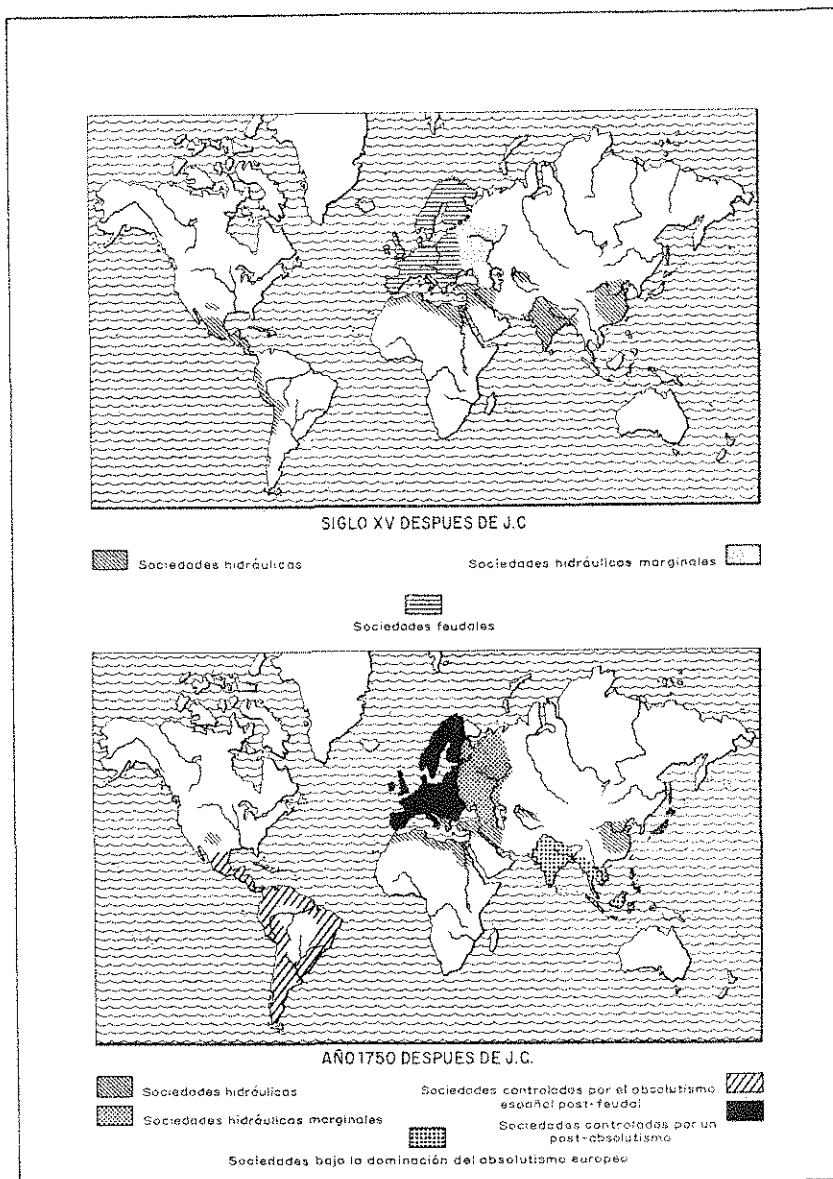 SIGLO XV DESPUES DE J.C
Sociedades hidráulicas
Sociedades hidráulicos marginales
Sociedades feudales
AÑO 1750 DESPUES DE J.C.
Sociedades hidráulicas
Sociedades hidráulicas marginales
Sociedades controlados por el absolutismo
español post-feudal
Sociedades controladas por un
post-absolutismo
Sociedades bajo la dominación del absolutismo europeo